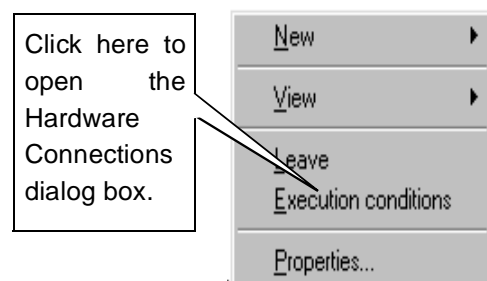 Click here to
open the
Hardware
Connections
dialog box.
New
View
Leave
Execution conditions
Properties...